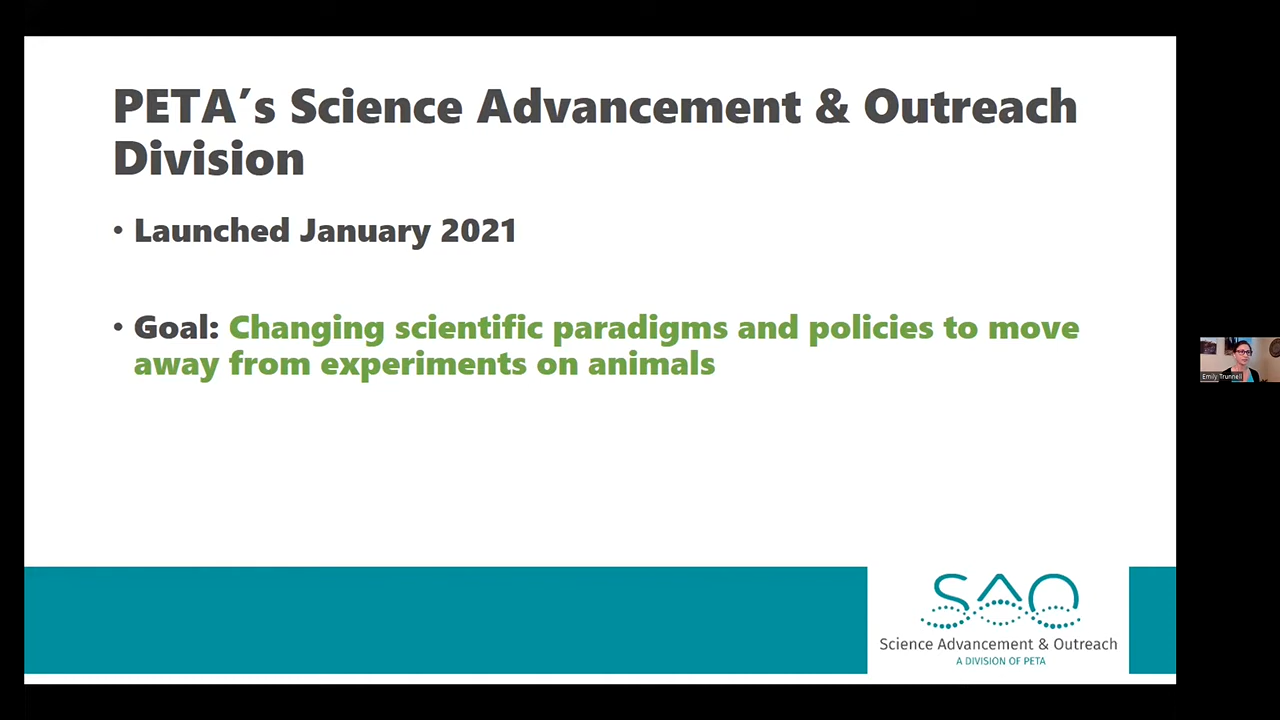 PETA’s Science Advancement & Outreach
Division
• Launched January 2021
• Goal: Changing scientific paradigms and policies to move
away from experiments on animals
Emily Trunnell
SAO
Science Advancement & Outreach
A DIVISION OF PETA